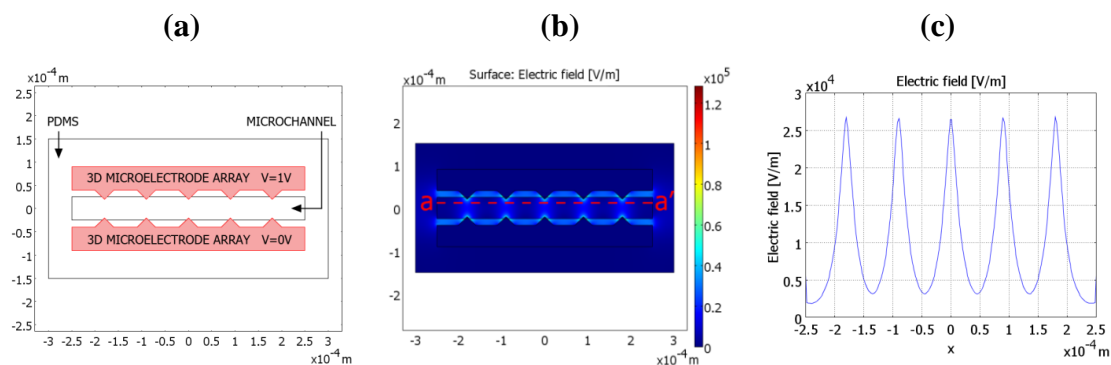 (a)
(b)
(c)
x10⁻⁴ m
2.5
2
1.5
1
0.5
0
-0.5
-1
-1.5
-2
-2.5
PDMS
MICROCHANNEL
3D MICROELECTRODE ARRAY V=1V
3D MICROELECTRODE ARRAY V=0V
-3 -2.5 -2 -1.5 -1 -0.5 0 0.5 1 1.5 2 2.5 3
x10⁻⁴ m
x10⁻⁴ m
Surface: Electric field [V/m]
x10⁵
2
1
0
-1
-2
a
a'
-3 -2 -1 0 1 2 3
x10⁻⁴ m
1.2
1
0.8
0.6
0.4
0.2
0
x10⁴
Electric field [V/m]
3
2.5
2
1.5
1
0.5
0
Electric field [V/m]
-2.5 -2 -1.5 -1 -0.5 0 0.5 1 1.5 2 2.5
x
x10⁻⁴ m